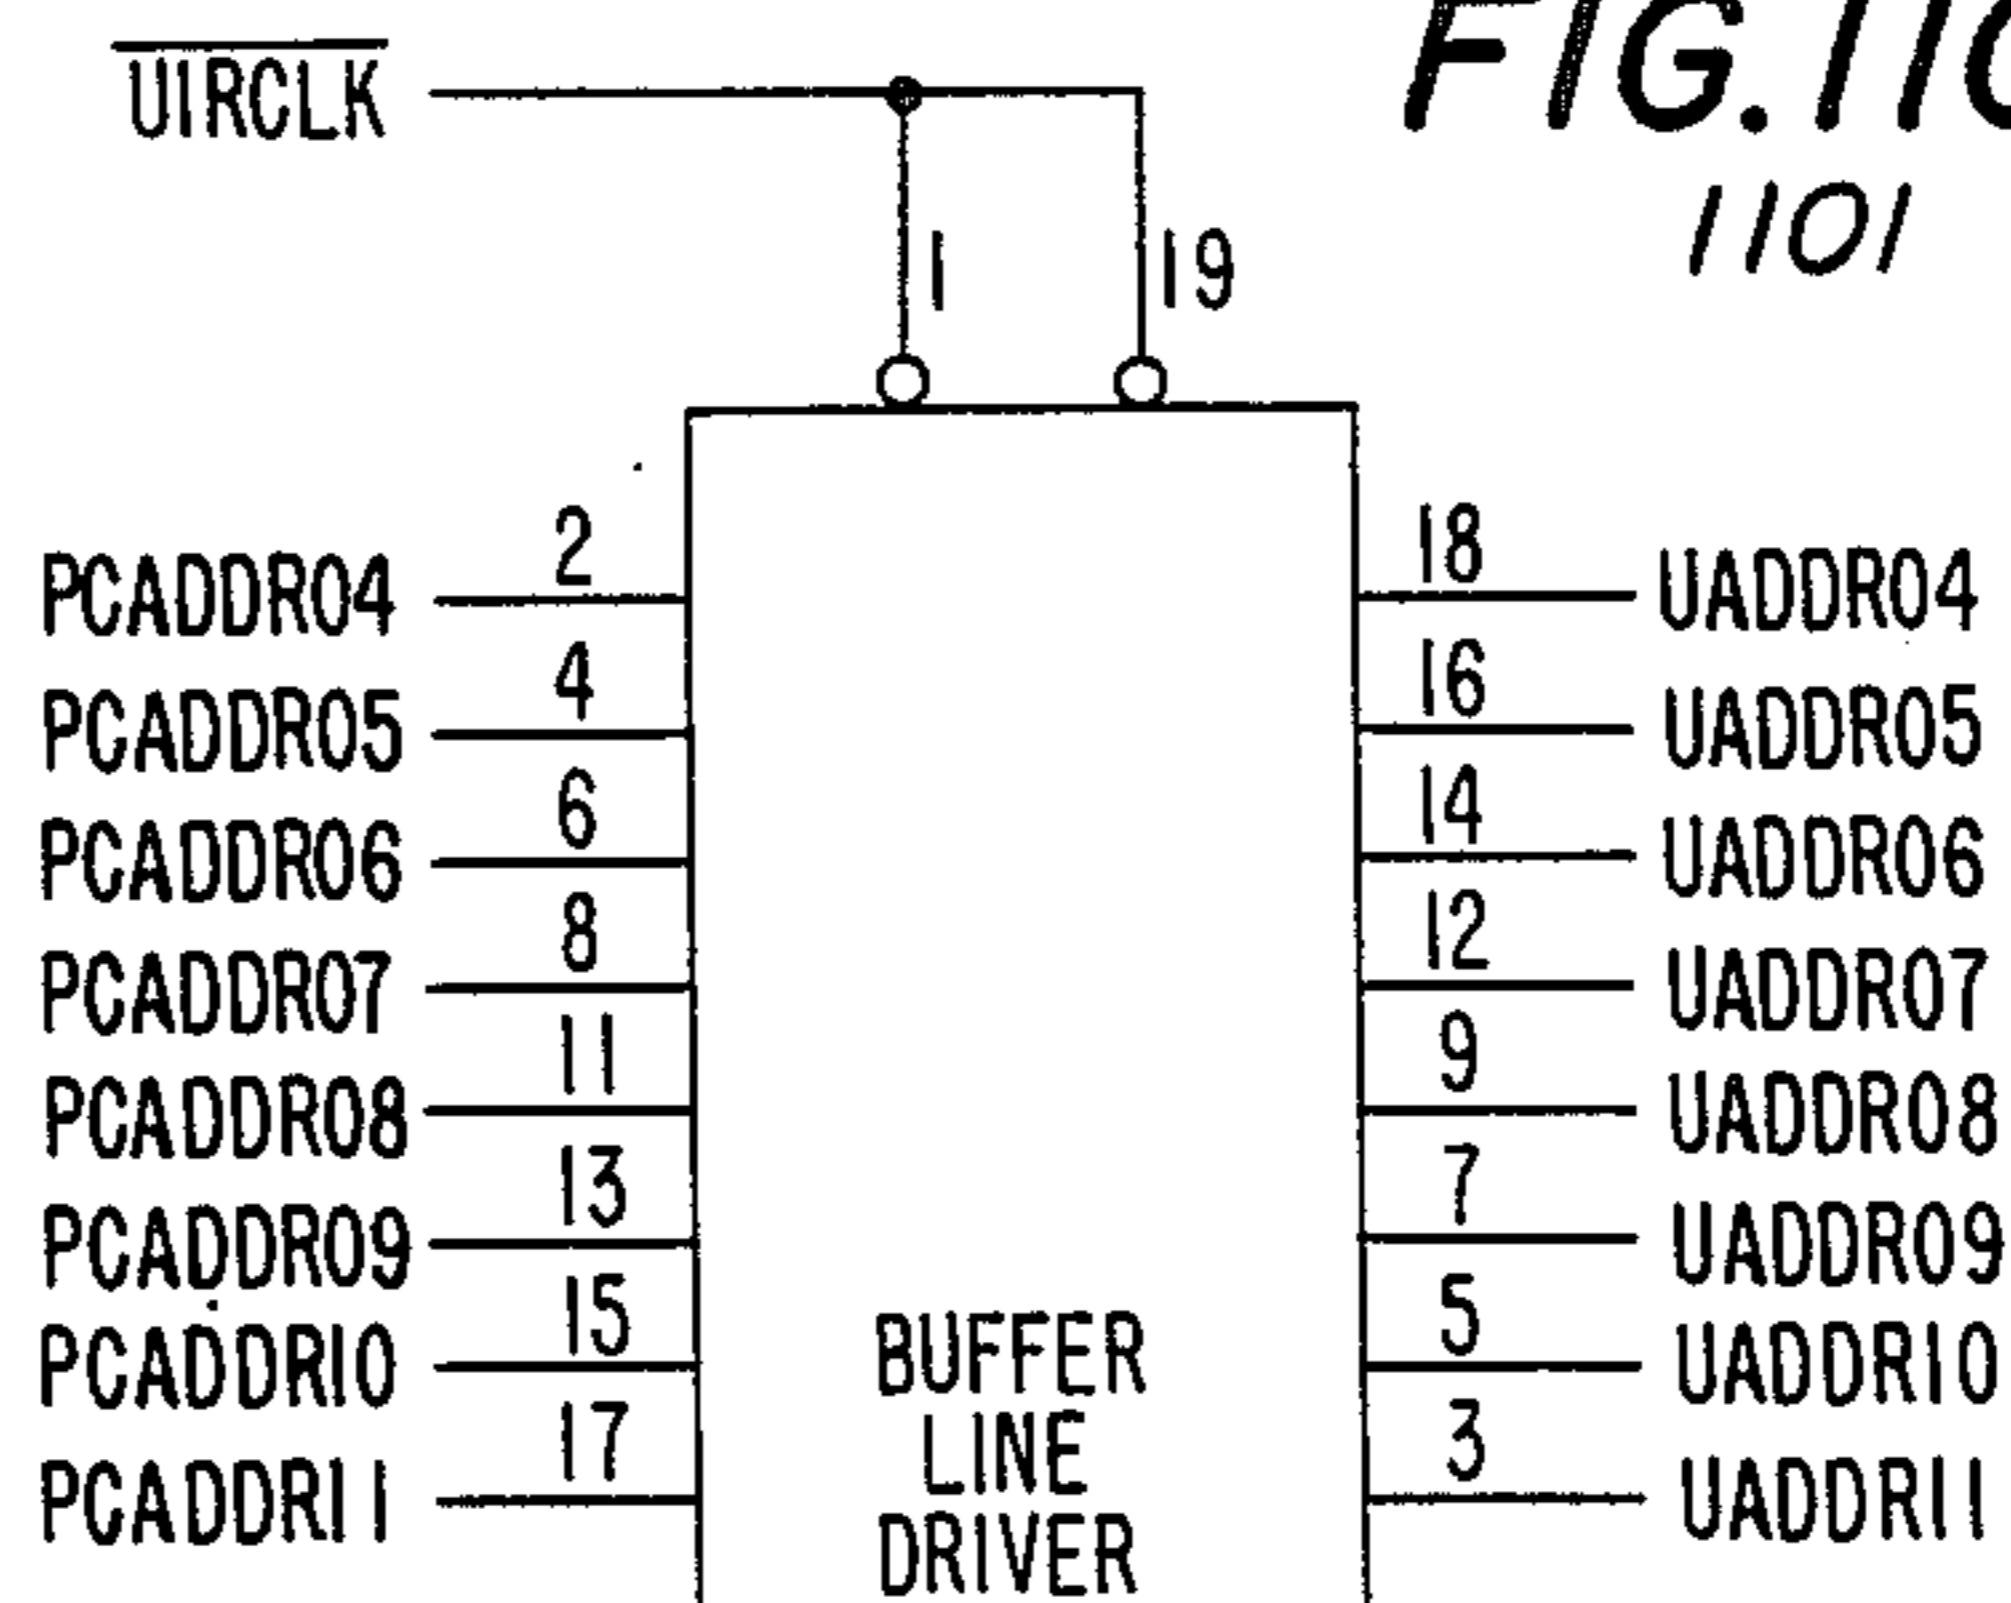 UIRCLK
FIG. 110
1101
1 19
2 18
PCADDR04 UADDR04
4 16
PCADDR05 UADDR05
6 14
PCADDR06 UADDR06
8 12
PCADDR07 UADDR07
11 9
PCADDR08 UADDR08
13 7
PCADDR09 UADDR09
15 5
PCADDR10 UADDR10
17 3
PCADDR11 UADDR11
BUFFER
LINE
DRIVER